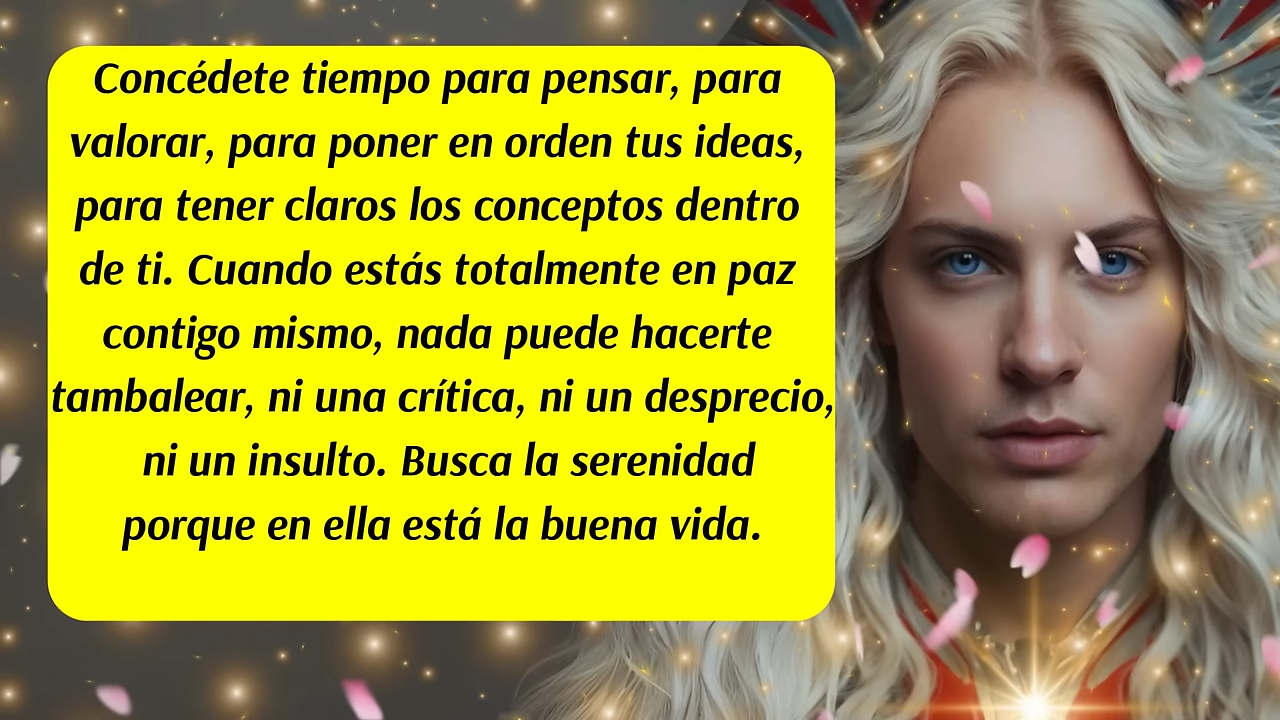 Concédete tiempo para pensar, para
valorar, para poner en orden tus ideas,
para tener claros los conceptos dentro
de ti. Cuando estás totalmente en paz
contigo mismo, nada puede hacerte
tambalear, ni una crítica, ni un desprecio,
ni un insulto. Busca la serenidad
porque en ella está la buena vida.